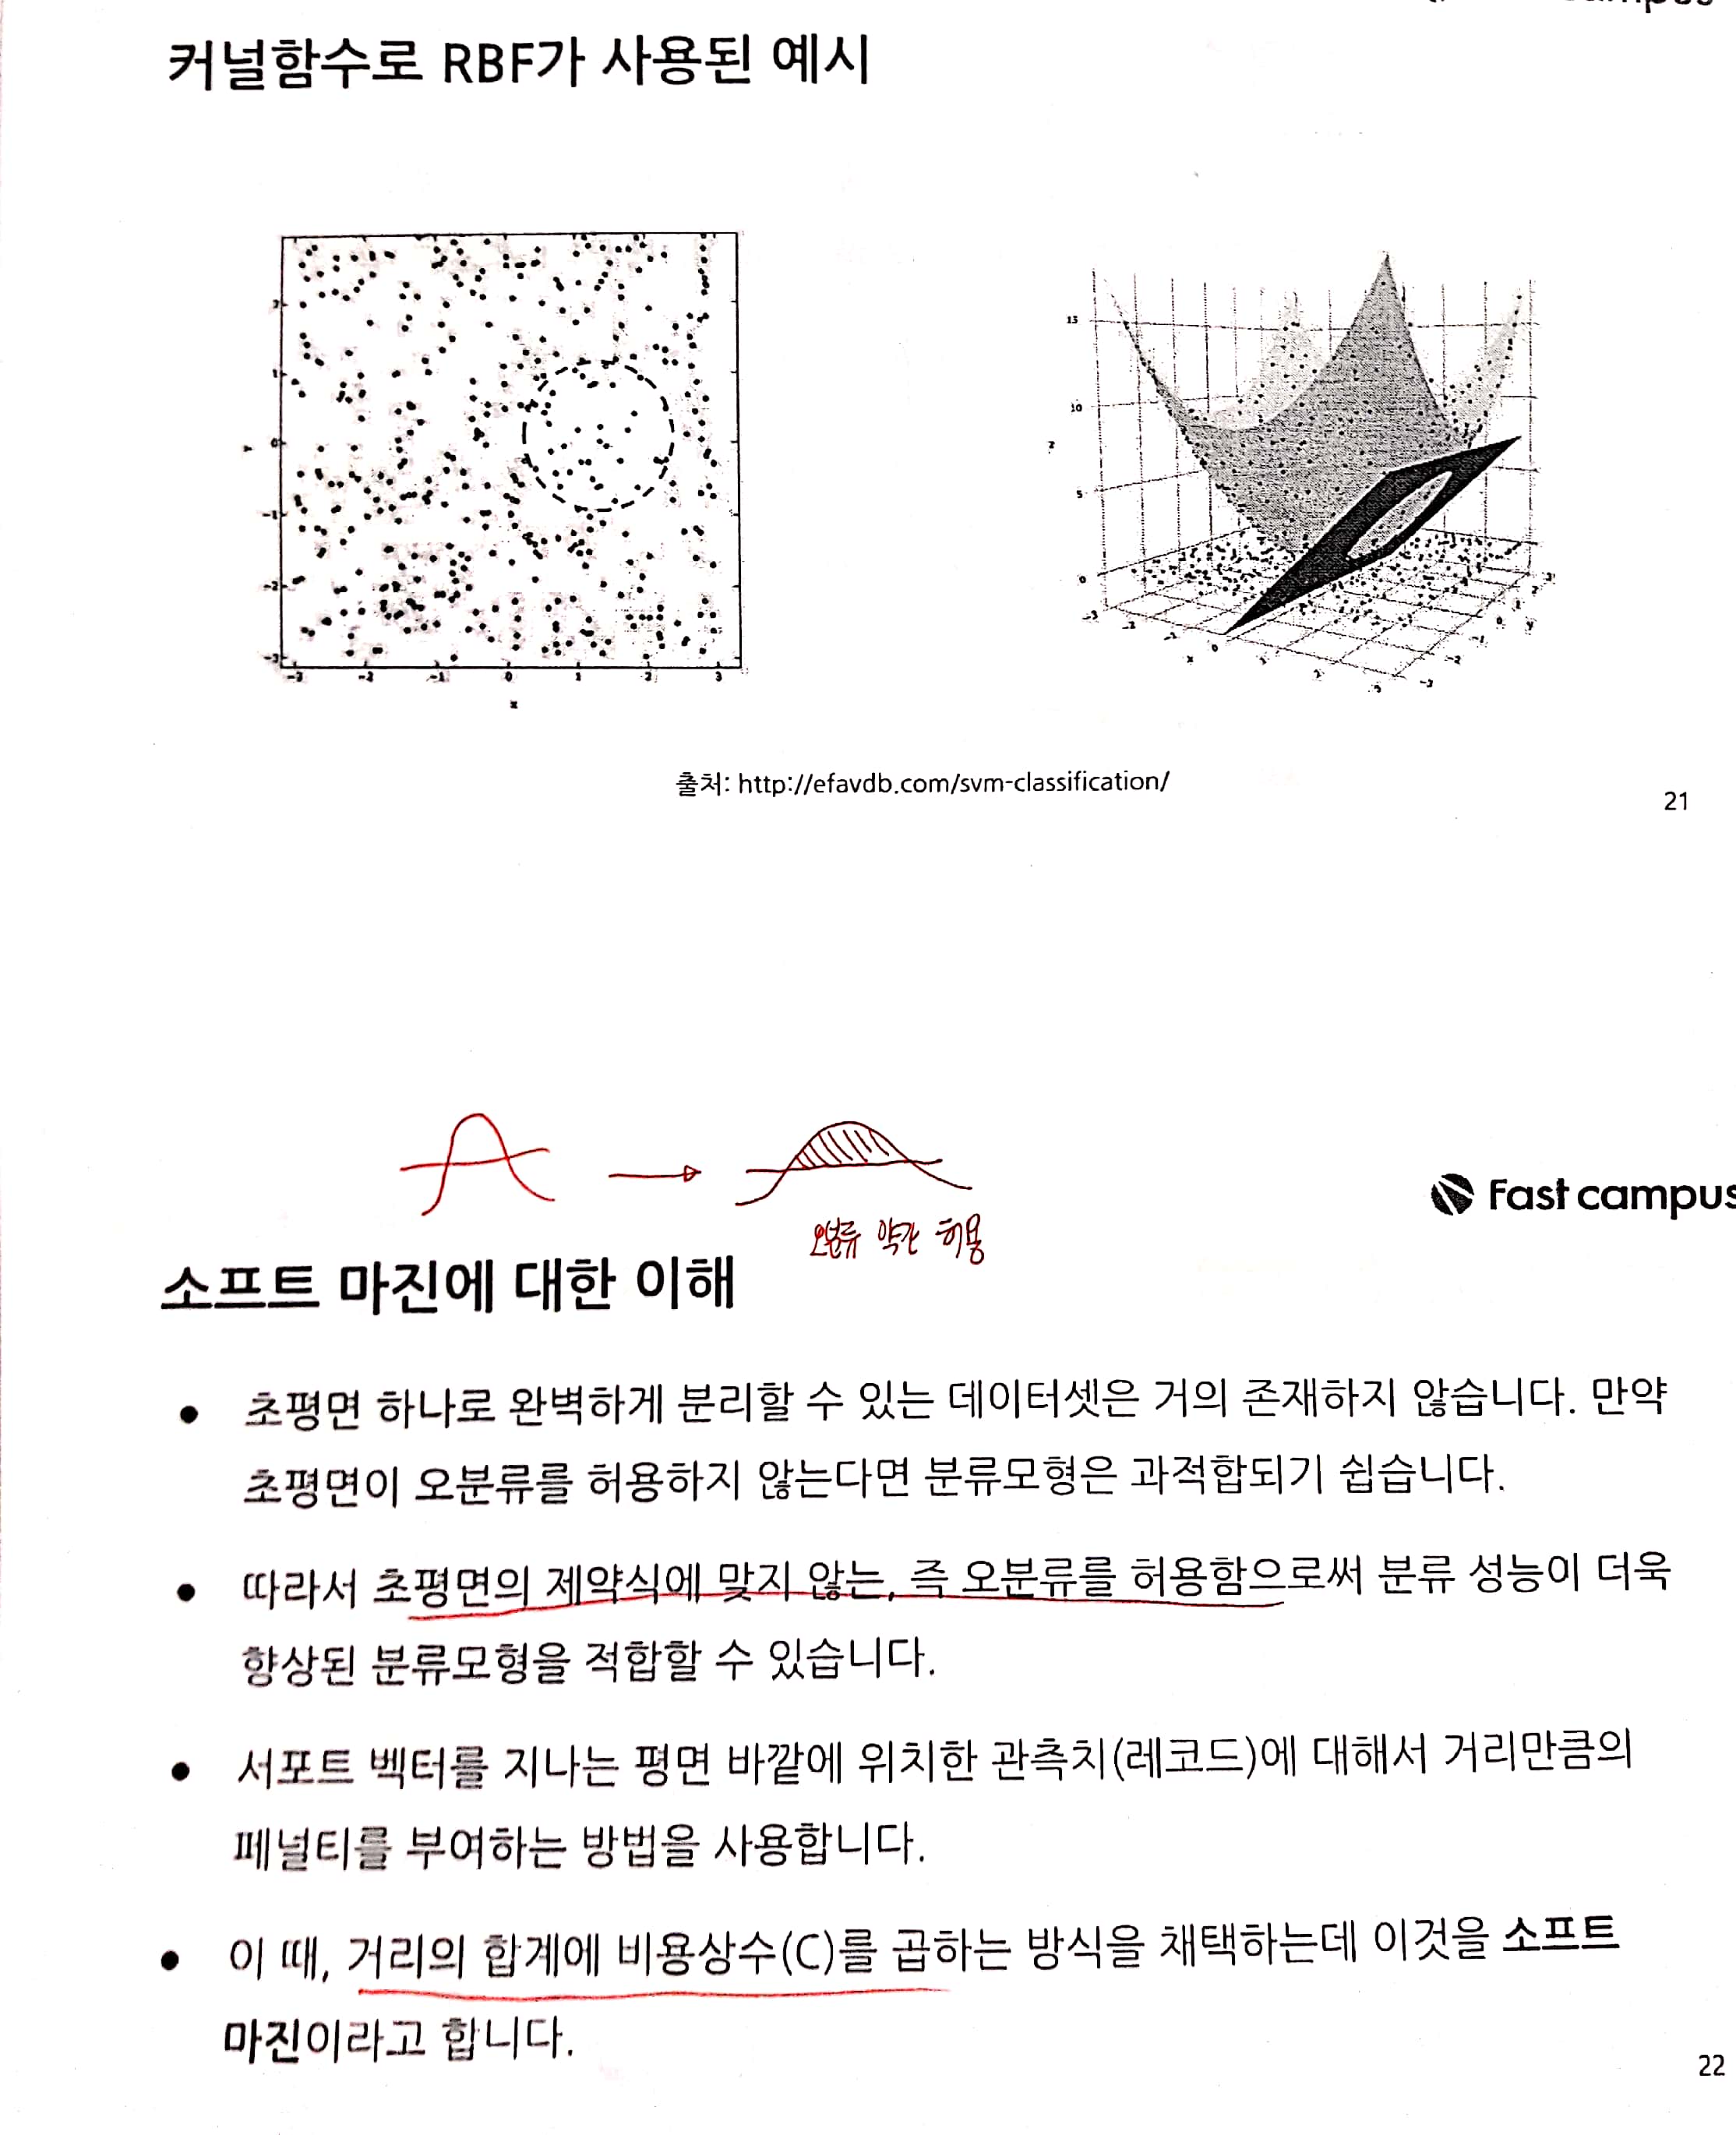 커널함수로 RBF가 사용된 예시
2
1
0
-1
-2
-3
-3 -2 -1 0 1 2 3
x
15
10
z
5
0
-3 -2 -1 0 1 2 3
x
-3 -2 -1 0 1 2 3
y
출처: http://efavdb.com/svm-classification/
21
Fast campus
오분류 약간 허용
소프트 마진에 대한 이해
● 초평면 하나로 완벽하게 분리할 수 있는 데이터셋은 거의 존재하지 않습니다. 만약
초평면이 오분류를 허용하지 않는다면 분류모형은 과적합되기 쉽습니다.
● 따라서 초평면의 제약식에 맞지 않는, 즉 오분류를 허용함으로써 분류 성능이 더욱
향상된 분류모형을 적합할 수 있습니다.
● 서포트 벡터를 지나는 평면 바깥에 위치한 관측치(레코드)에 대해서 거리만큼의
페널티를 부여하는 방법을 사용합니다.
● 이 때, 거리의 합계에 비용상수(C)를 곱하는 방식을 채택하는데 이것을 소프트
마진이라고 합니다.
22